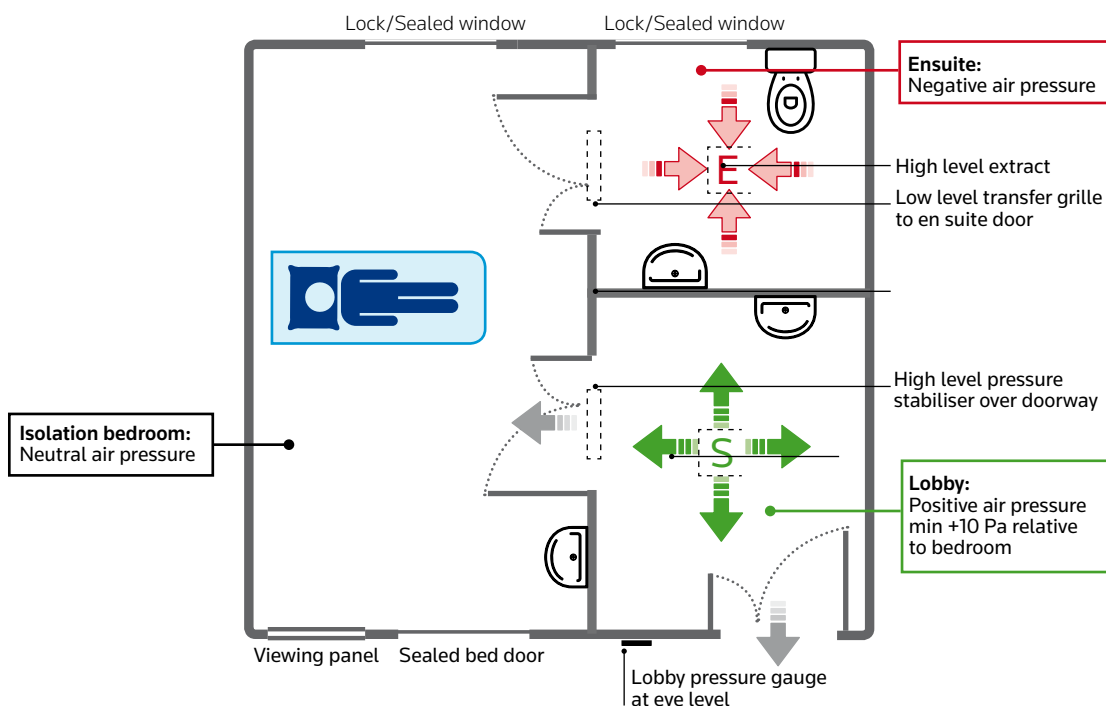 Lock/Sealed window
Lock/Sealed window
Ensuite:
Negative air pressure
E
High level extract
Low level transfer grille
to en suite door
High level pressure
stabiliser over doorway
Isolation bedroom:
Neutral air pressure
S
Lobby:
Positive air pressure
min +10 Pa relative
to bedroom
Viewing panel
Sealed bed door
Lobby pressure gauge
at eye level